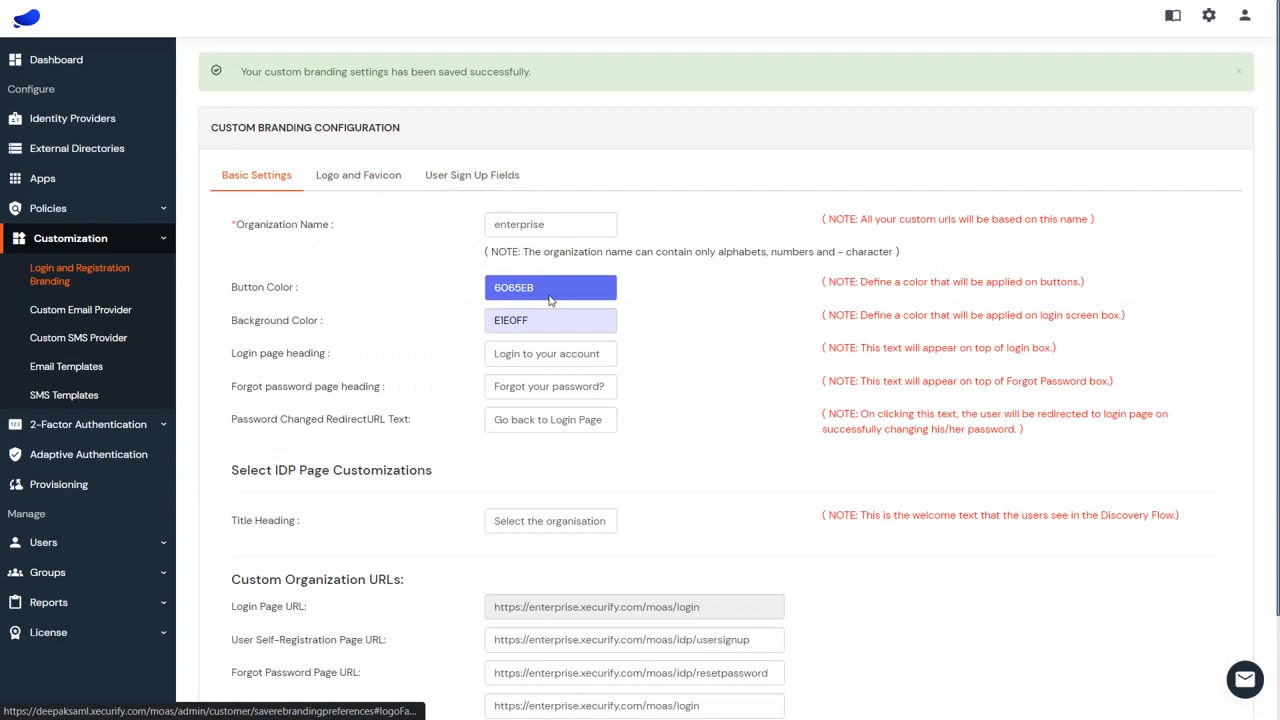 Your custom branding settings has been saved successfully.
×
Dashboard
Configure
Identity Providers
External Directories
Apps
Policies
Customization
Login and Registration
Branding
Custom Email Provider
Custom SMS Provider
Email Templates
SMS Templates
2-Factor Authentication
Adaptive Authentication
Provisioning
Manage
Users
Groups
Reports
License
CUSTOM BRANDING CONFIGURATION
Basic Settings Logo and Favicon User Sign Up Fields
*Organization Name : enterprise ( NOTE: All your custom urls will be based on this name )
( NOTE: The organization name can contain only alphabets, numbers and - character )
Button Color : 6065EB ( NOTE: Define a color that will be applied on buttons.)
Background Color : E1E0FF ( NOTE: Define a color that will be applied on login screen box.)
Login page heading : Login to your account ( NOTE: This text will appear on top of login box.)
Forgot password page heading : Forgot your password? ( NOTE: This text will appear on top of Forgot Password box.)
Password Changed RedirectURL Text: Go back to Login Page ( NOTE: On clicking this text, the user will be redirected to login page on
successfully changing his/her password. )
Select IDP Page Customizations
Title Heading : Select the organisation ( NOTE: This is the welcome text that the users see in the Discovery Flow.)
Custom Organization URLs:
Login Page URL: https://enterprise.xecurify.com/moas/login
User Self-Registration Page URL: https://enterprise.xecurify.com/moas/idp/usersignup
Forgot Password Page URL: https://enterprise.xecurify.com/moas/idp/resetpassword
https://enterprise.xecurify.com/moas/login
https://deepaksaml.xecurify.com/moas/admin/customer/saverebrandingpreferences#logoFa...